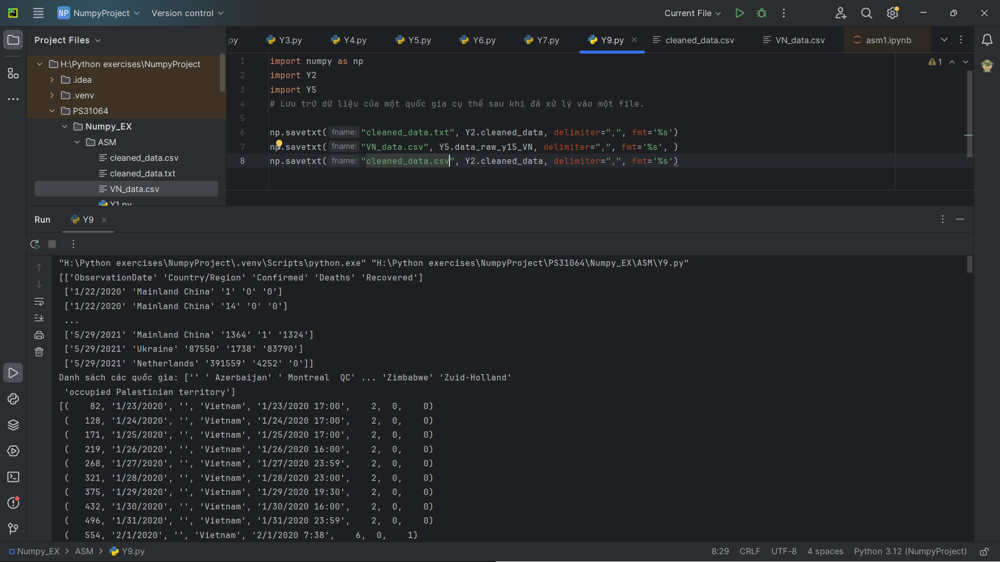 NP NumpyProject Version control Current File
Project Files
py Y3.py Y4.py Y5.py Y6.py Y7.py Y9.py cleaned_data.csv VN_data.csv asm1.ipynb
H:\Python exercises\NumpyProject
.idea
.venv
PS31064
Numpy_EX
ASM
cleaned_data.csv
cleaned_data.txt
VN_data.csv
Y1.py
1 import numpy as np
2 import Y2
3 import Y5
4 # Lưu trữ dữ liệu của một quốc gia cụ thể sau khi đã xử lý vào một file.
5
6 np.savetxt( fname: "cleaned_data.txt", Y2.cleaned_data, delimiter=",", fmt='%s')
7 np.savetxt( fname: "VN_data.csv", Y5.data_raw_y15_VN, delimiter=",", fmt='%s', )
8 np.savetxt( fname: "cleaned_data.csv", Y2.cleaned_data, delimiter=",", fmt='%s')
1
Run Y9
"H:\Python exercises\NumpyProject\.venv\Scripts\python.exe" "H:\Python exercises\NumpyProject\PS31064\Numpy_EX\ASM\Y9.py"
[['ObservationDate' 'Country/Region' 'Confirmed' 'Deaths' 'Recovered']
['1/22/2020' 'Mainland China' '1' '0' '0']
['1/22/2020' 'Mainland China' '14' '0' '0']
...
['5/29/2021' 'Mainland China' '1364' '1' '1324']
['5/29/2021' 'Ukraine' '87550' '1738' '83790']
['5/29/2021' 'Netherlands' '391559' '4252' '0']]
Danh sách các quốc gia: ['' ' Azerbaijan' ' Montreal  QC' ... 'Zimbabwe' 'Zuid-Holland'
'occupied Palestinian territory']
[(    82, '1/23/2020', '', 'Vietnam', '1/23/2020 17:00',    2,  0,    0)
(   128, '1/24/2020', '', 'Vietnam', '1/24/2020 17:00',    2,  0,    0)
(   171, '1/25/2020', '', 'Vietnam', '1/25/2020 17:00',    2,  0,    0)
(   219, '1/26/2020', '', 'Vietnam', '1/26/2020 16:00',    2,  0,    0)
(   268, '1/27/2020', '', 'Vietnam', '1/27/2020 23:59',    2,  0,    0)
(   321, '1/28/2020', '', 'Vietnam', '1/28/2020 23:00',    2,  0,    0)
(   375, '1/29/2020', '', 'Vietnam', '1/29/2020 19:30',    2,  0,    0)
(   432, '1/30/2020', '', 'Vietnam', '1/30/2020 16:00',    2,  0,    0)
(   496, '1/31/2020', '', 'Vietnam', '1/31/2020 23:59',    2,  0,    0)
(   554, '2/1/2020', '', 'Vietnam', '2/1/2020 7:38',    6,  0,    1)
Numpy_EX > ASM > Y9.py 8:29 CRLF UTF-8 4 spaces Python 3.12 (NumpyProject)